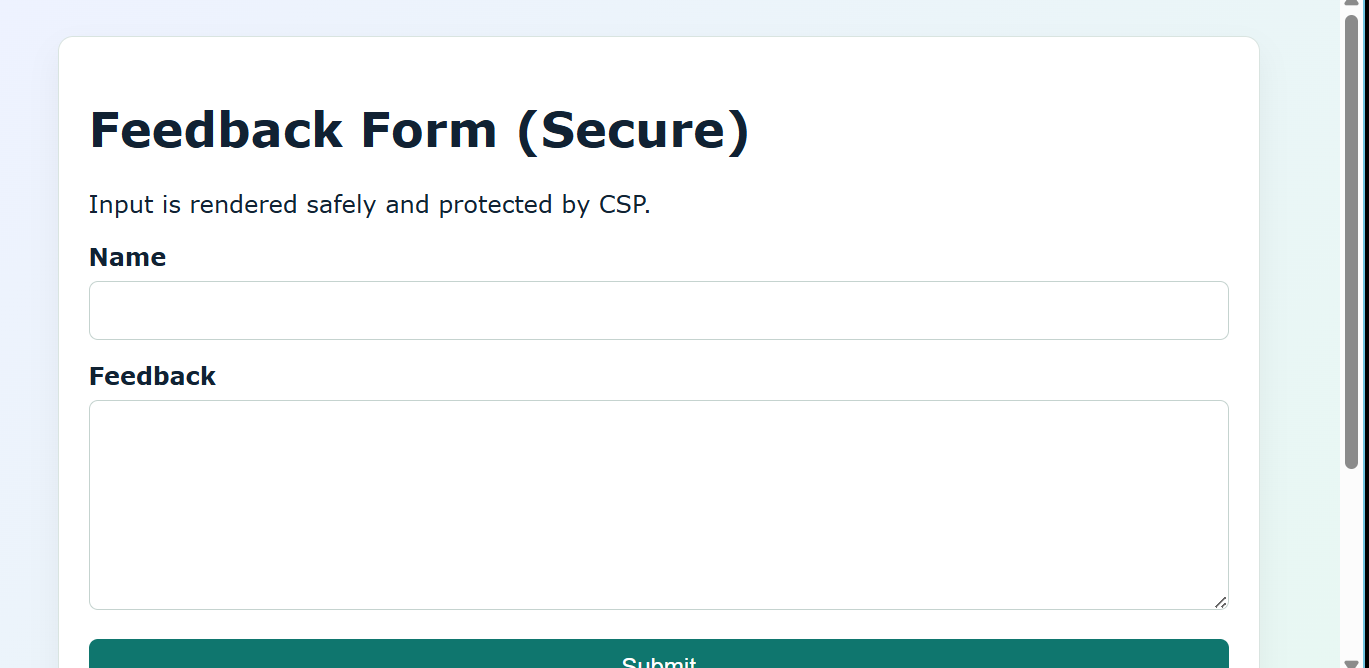 Feedback Form (Secure)
Input is rendered safely and protected by CSP.
Name
Feedback
Submit